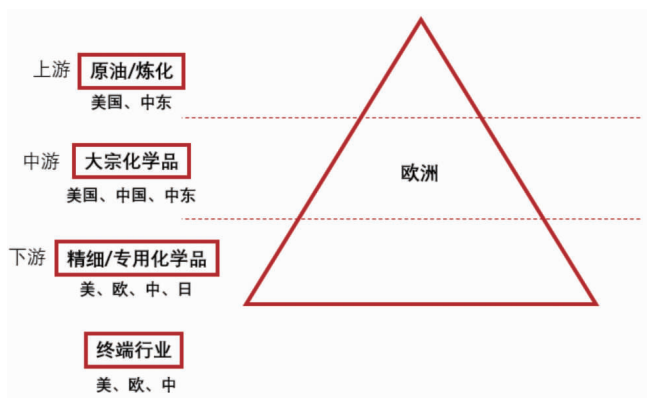 上游 原油/炼化
美国、中东
中游 大宗化学品
欧洲
美国、中国、中东
下游 精细/专用化学品
美、欧、中、日
终端行业
美、欧、中